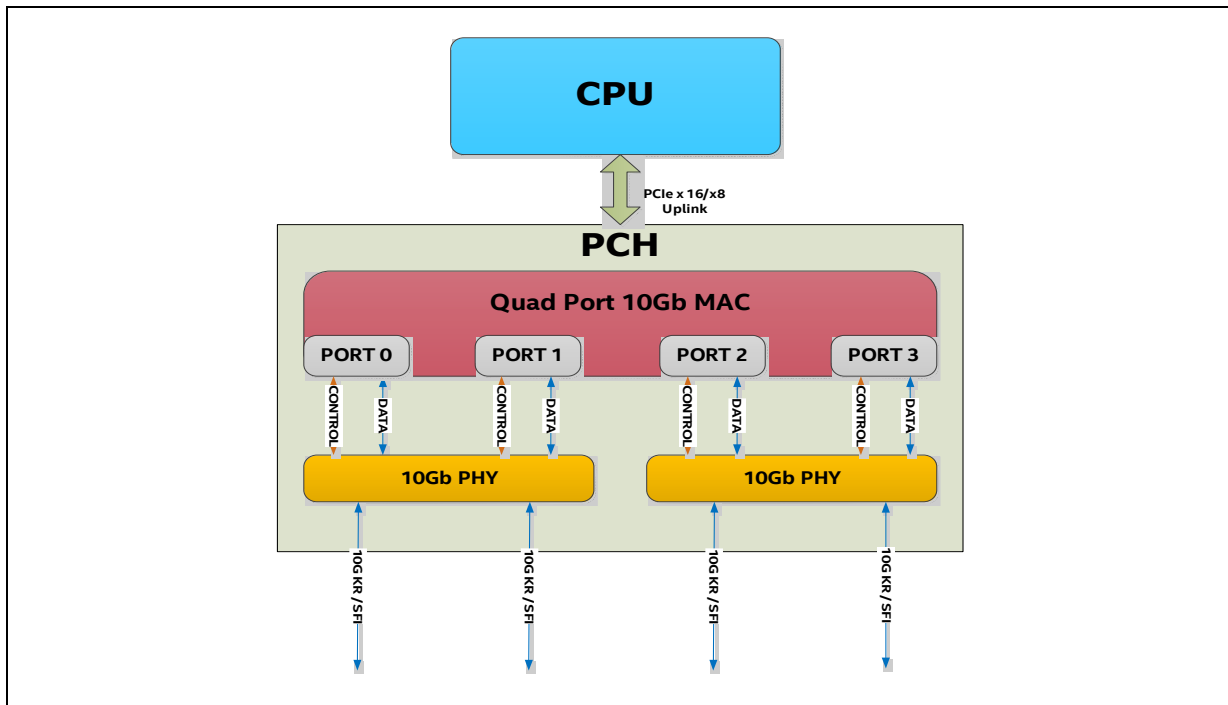 CPU
PCIe x 16/x8
Uplink
PCH
Quad Port 10Gb MAC
PORT 0
PORT 1
PORT 2
PORT 3
CONTROL
DATA
CONTROL
DATA
CONTROL
DATA
CONTROL
DATA
10Gb PHY
10Gb PHY
10G KR /SFI
10G KR /SFI
10G KR /SFI
10G KR /SFI